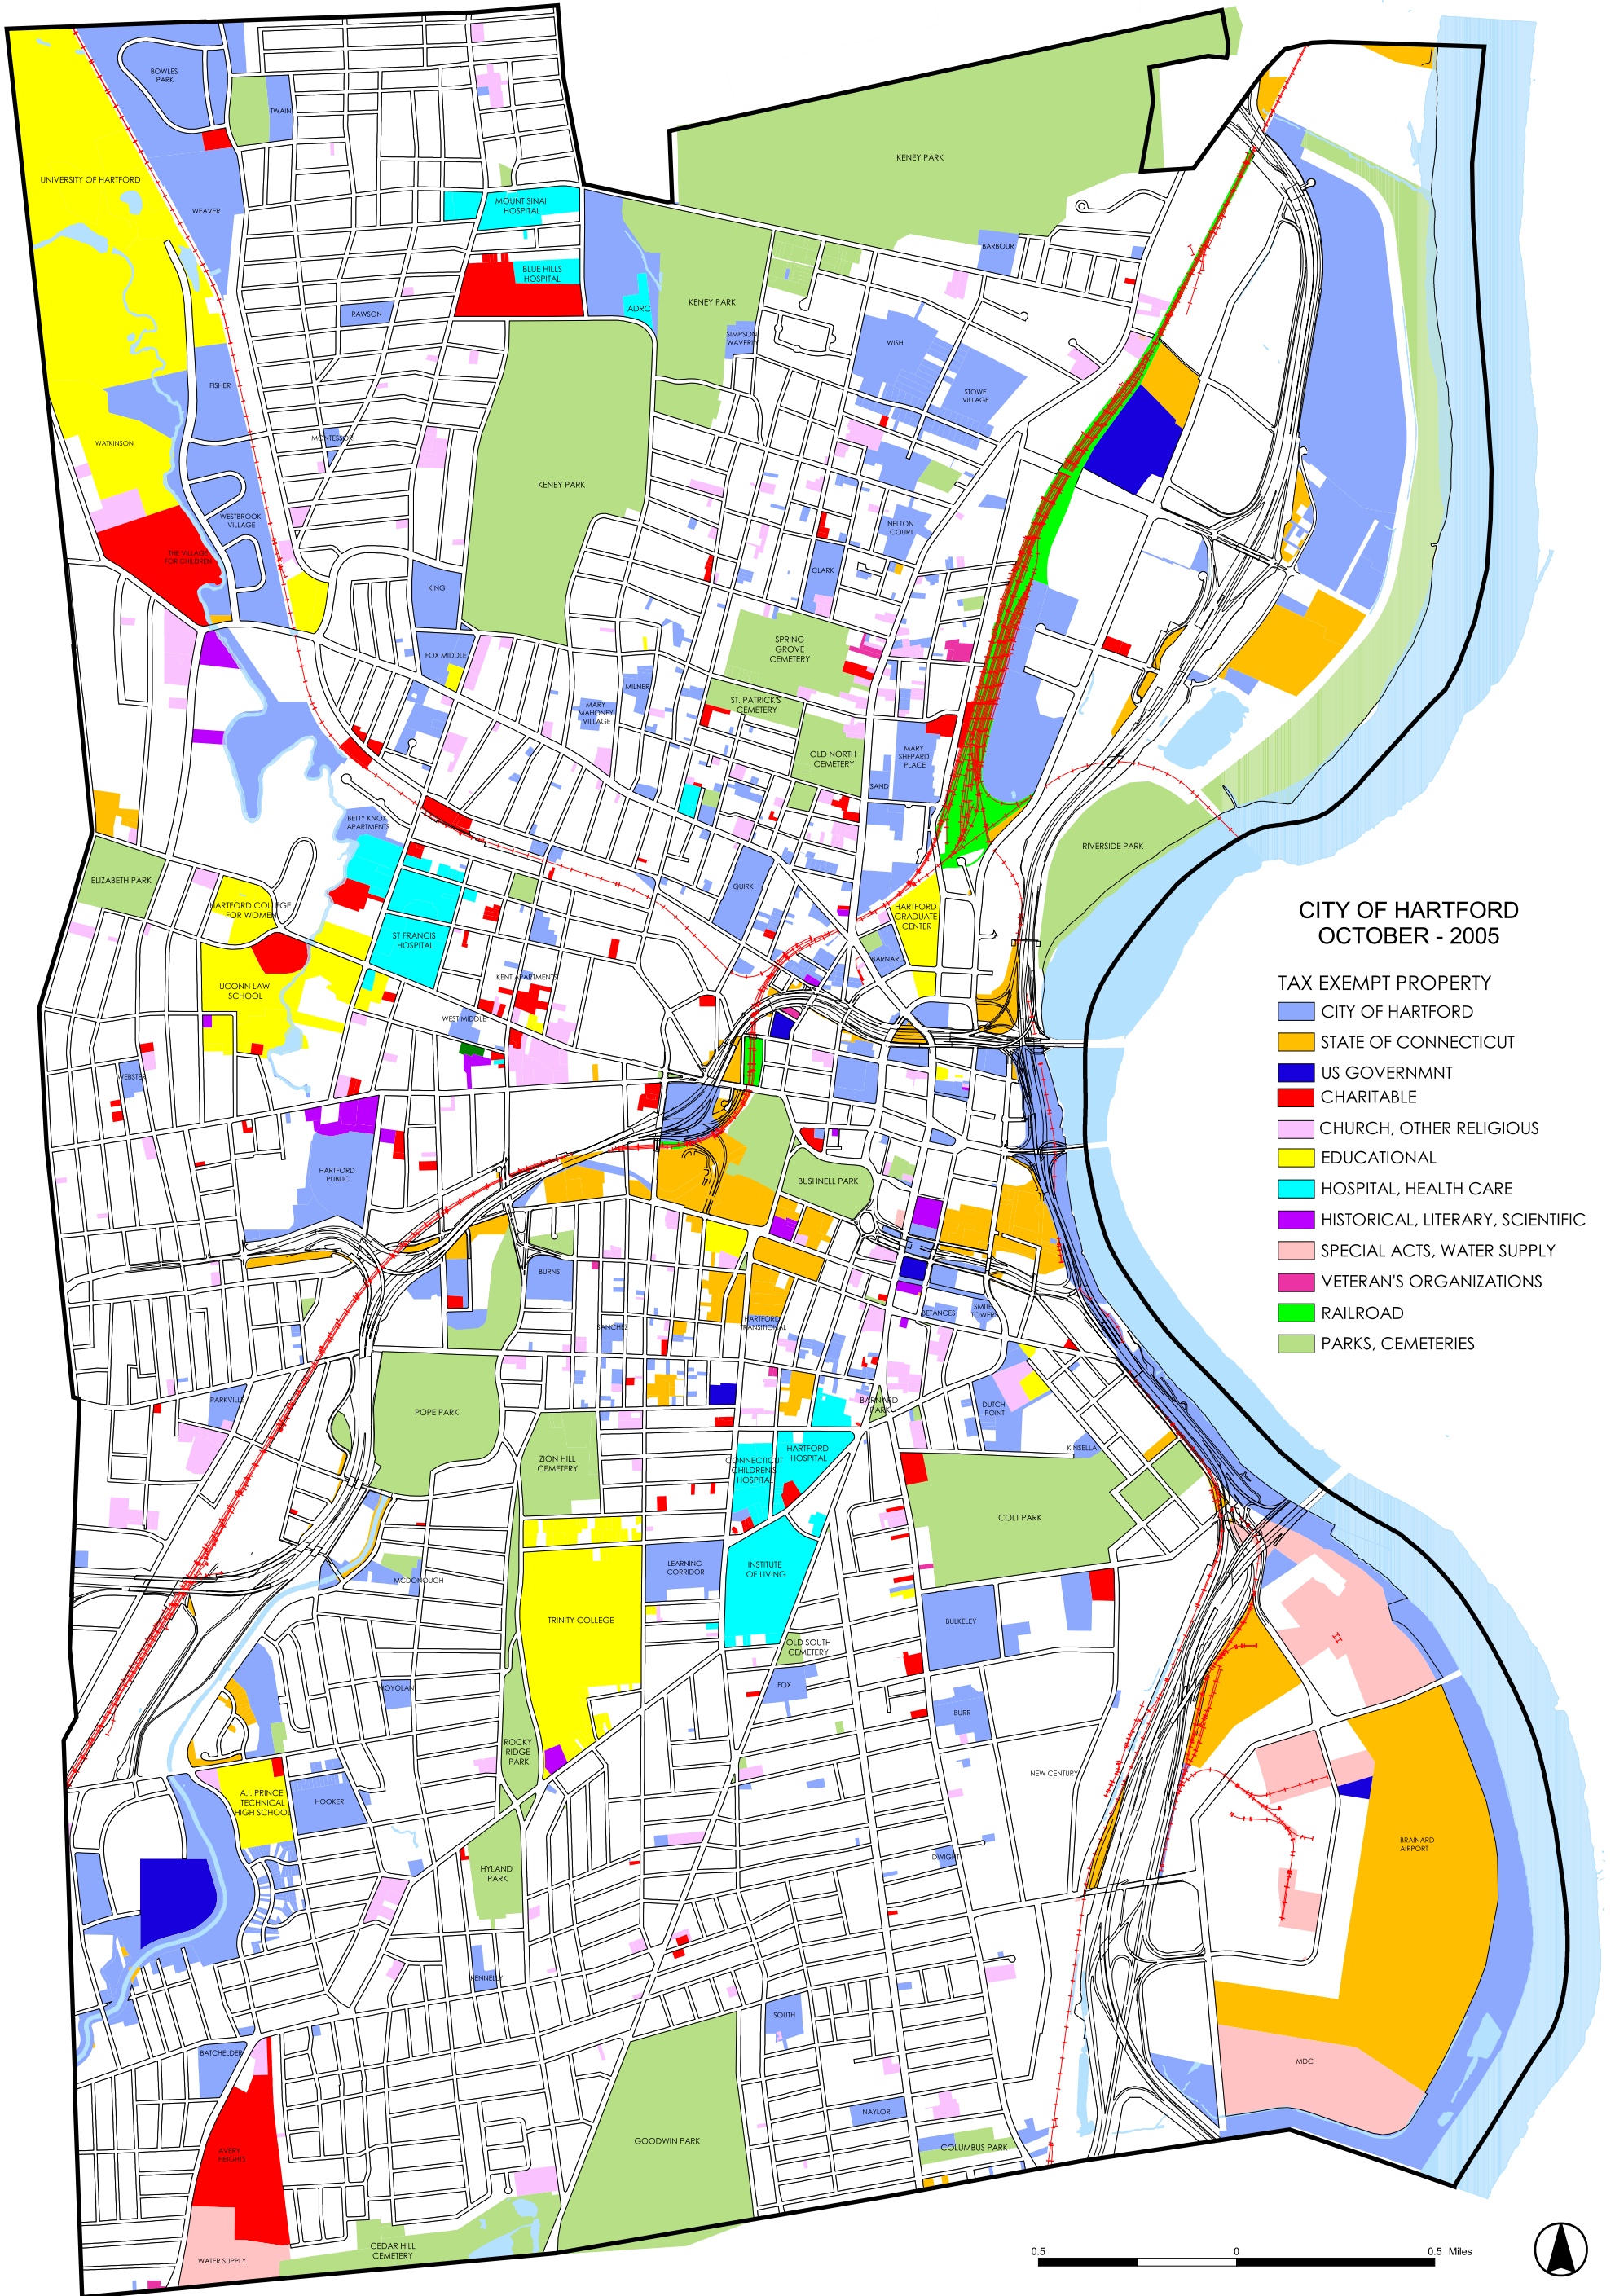 BOWLES
PARK
TWAIN
UNIVERSITY OF HARTFORD
WEAVER
MOUNT SINAI
HOSPITAL
KENEY PARK
BARBOUR
BLUE HILLS
HOSPITAL
ADRC
KENEY PARK
RAWSON
SIMPSON
WAVERLY
WISH
FISHER
STOWE
VILLAGE
WATKINSON
MONTESSORI
KENEY PARK
WESTBROOK
VILLAGE
NELTON
COURT
THE VILLAGE
FOR CHILDREN
CLARK
KING
FOX MIDDLE
SPRING
GROVE
CEMETERY
MILNER
MARY
MAHONEY
VILLAGE
ST. PATRICK'S
CEMETERY
OLD NORTH
CEMETERY
MARY
SHEPARD
PLACE
SAND
BETTY KNOX
APARTMENTS
RIVERSIDE PARK
ELIZABETH PARK
QUIRK
HARTFORD COLLEGE
FOR WOMEN
HARTFORD
GRADUATE
CENTER
ST FRANCIS
HOSPITAL
BARNARD
KENT APARTMENTS
UCONN LAW
SCHOOL
WEST MIDDLE
WEBSTER
CITY OF HARTFORD
OCTOBER - 2005
TAX EXEMPT PROPERTY
CITY OF HARTFORD
STATE OF CONNECTICUT
US GOVERNMNT
CHARITABLE
CHURCH, OTHER RELIGIOUS
EDUCATIONAL
HOSPITAL, HEALTH CARE
HISTORICAL, LITERARY, SCIENTIFIC
SPECIAL ACTS, WATER SUPPLY
VETERAN'S ORGANIZATIONS
RAILROAD
PARKS, CEMETERIES
HARTFORD
PUBLIC
BUSHNELL PARK
BURNS
SANCHEZ
HARTFORD
TRANSITIONAL
BETANCES
SMITH
TOWERS
PARKVILLE
POPE PARK
BARNARD
PARK
DUTCH
POINT
KINSELLA
ZION HILL
CEMETERY
CONNECTICUT
CHILDREN'S
HOSPITAL
HARTFORD
HOSPITAL
COLT PARK
MCDONOUGH
LEARNING
CORRIDOR
INSTITUTE
OF LIVING
TRINITY COLLEGE
BULKELEY
OLD SOUTH
CEMETERY
MOYOLAN
FOX
BURR
ROCKY
RIDGE
PARK
NEW CENTURY
A.I. PRINCE
TECHNICAL
HIGH SCHOOL
HOOKER
BRAINARD
AIRPORT
DWIGHT
HYLAND
PARK
KENNELLY
SOUTH
BATCHELDER
MDC
NAYLOR
GOODWIN PARK
COLUMBUS PARK
AVERY
HEIGHTS
CEDAR HILL
CEMETERY
WATER SUPPLY
0.5 0 0.5 Miles